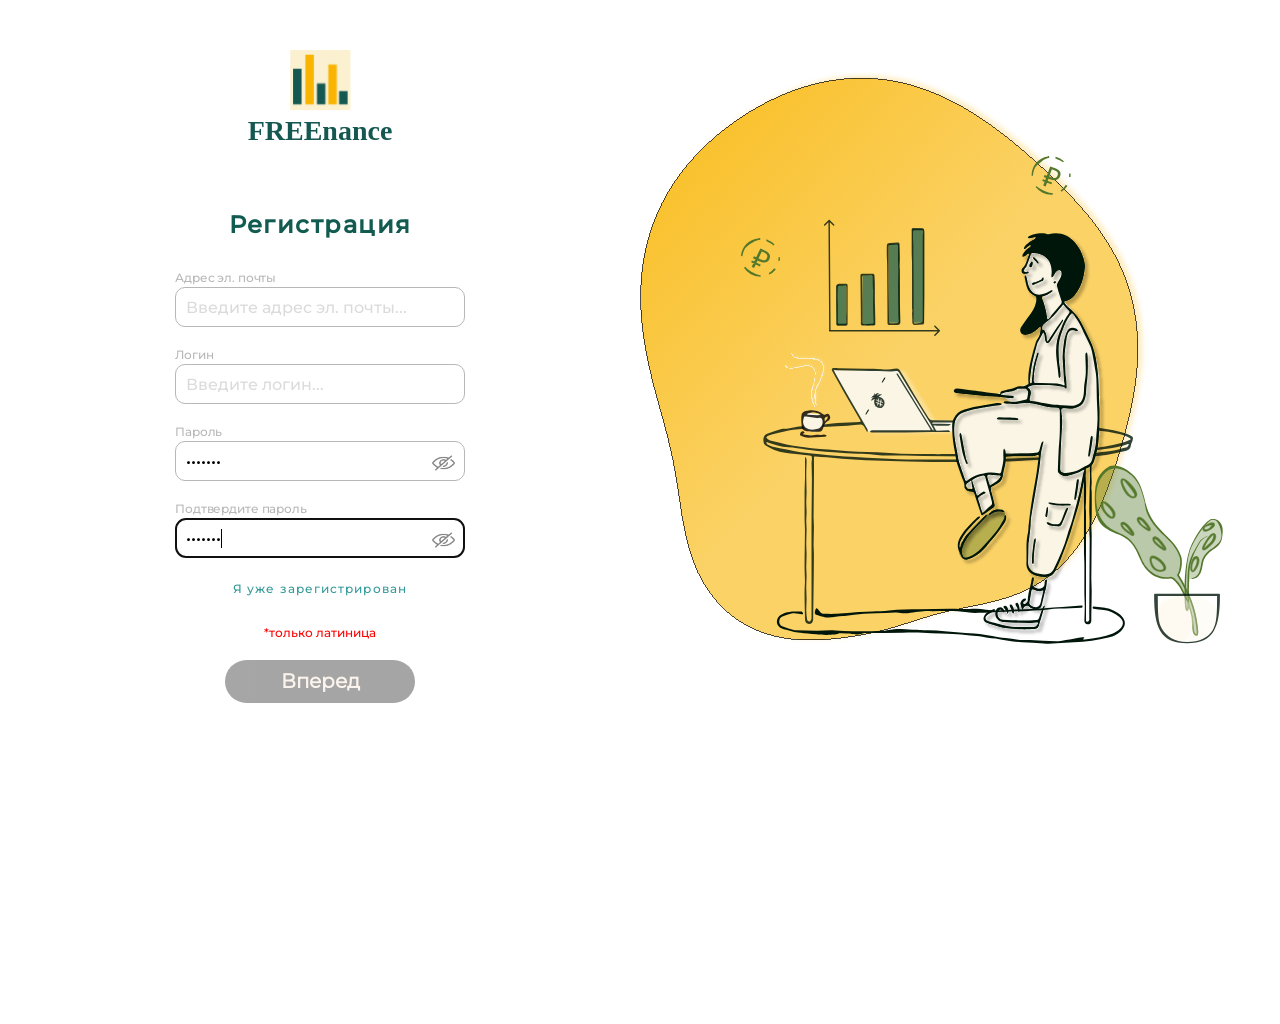 FREEnance
Регистрация
Адрес эл. почты
Введите адрес эл. почты...
Логин
Введите логин...
Пароль
•••••••
Подтвердите пароль
•••••••
Я уже зарегистрирован
*только латиница
Вперед